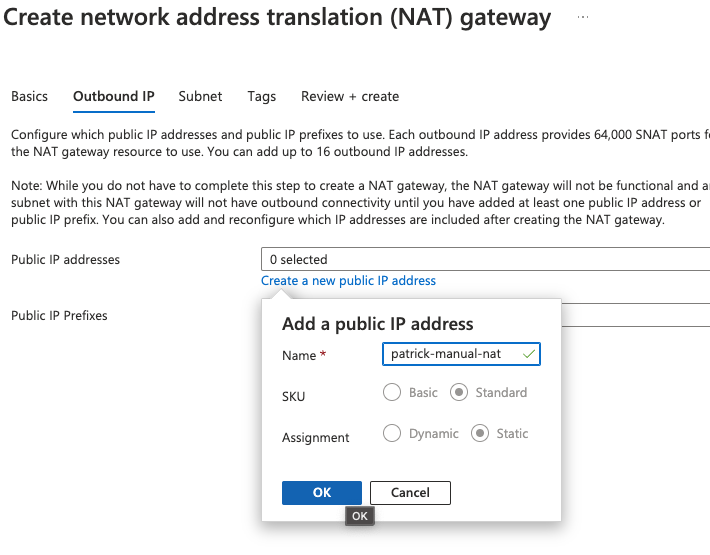 Create network address translation (NAT) gateway ...
Basics Outbound IP Subnet Tags Review + create
Configure which public IP addresses and public IP prefixes to use. Each outbound IP address provides 64,000 SNAT ports f
the NAT gateway resource to use. You can add up to 16 outbound IP addresses.
Note: While you do not have to complete this step to create a NAT gateway, the NAT gateway will not be functional and a
subnet with this NAT gateway will not have outbound connectivity until you have added at least one public IP address or
public IP prefix. You can also add and reconfigure which IP addresses are included after creating the NAT gateway.
Public IP addresses
0 selected
Create a new public IP address
Public IP Prefixes
Add a public IP address
Name *
patrick-manual-nat
SKU
Basic Standard
Assignment
Dynamic Static
OK Cancel
OK